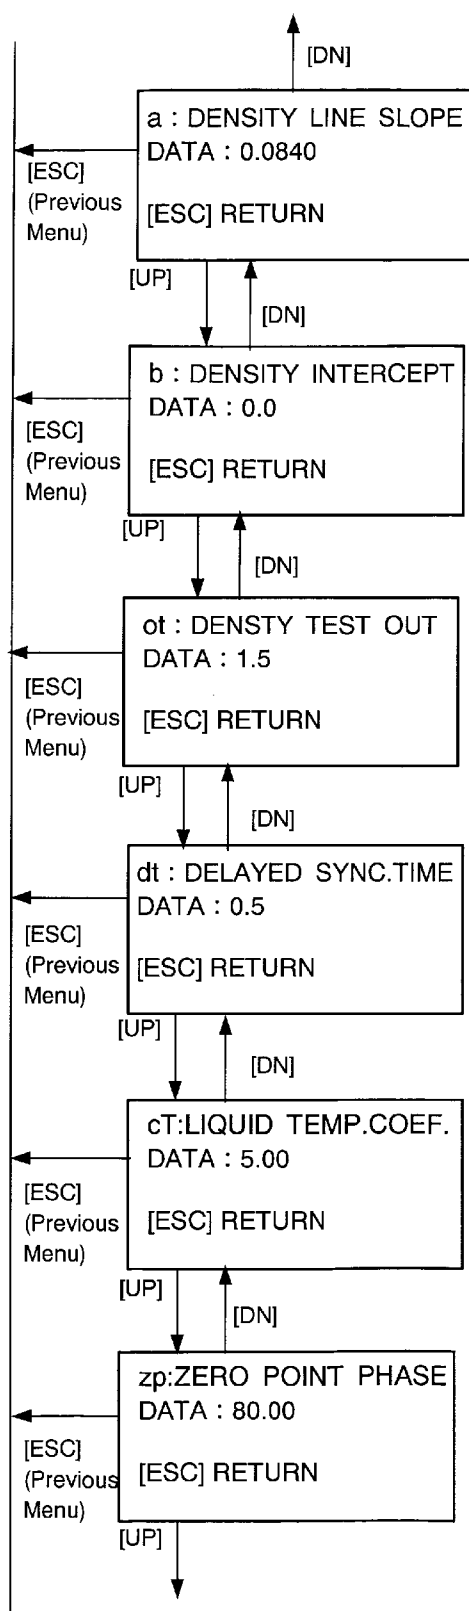 [DN]
a : DENSITY LINE SLOPE
DATA : 0.0840
[ESC] RETURN
[ESC]
(Previous
Menu)
[UP]
[DN]
b : DENSITY INTERCEPT
DATA : 0.0
[ESC] RETURN
[ESC]
(Previous
Menu)
[UP]
[DN]
ot : DENSTY TEST OUT
DATA : 1.5
[ESC] RETURN
[ESC]
(Previous
Menu)
[UP]
[DN]
dt : DELAYED SYNC.TIME
DATA : 0.5
[ESC] RETURN
[ESC]
(Previous
Menu)
[UP]
[DN]
cT:LIQUID TEMP.COEF.
DATA : 5.00
[ESC] RETURN
[ESC]
(Previous
Menu)
[UP]
[DN]
zp:ZERO POINT PHASE
DATA : 80.00
[ESC] RETURN
[ESC]
(Previous
Menu)
[UP]